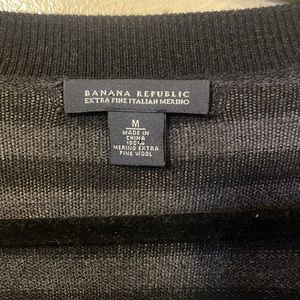 BANANA REPUBLIC
EXTRA FINE ITALIAN MERINO
M
MADE IN
CHINA
100%
MERINO EXTRA
FINE WOOL